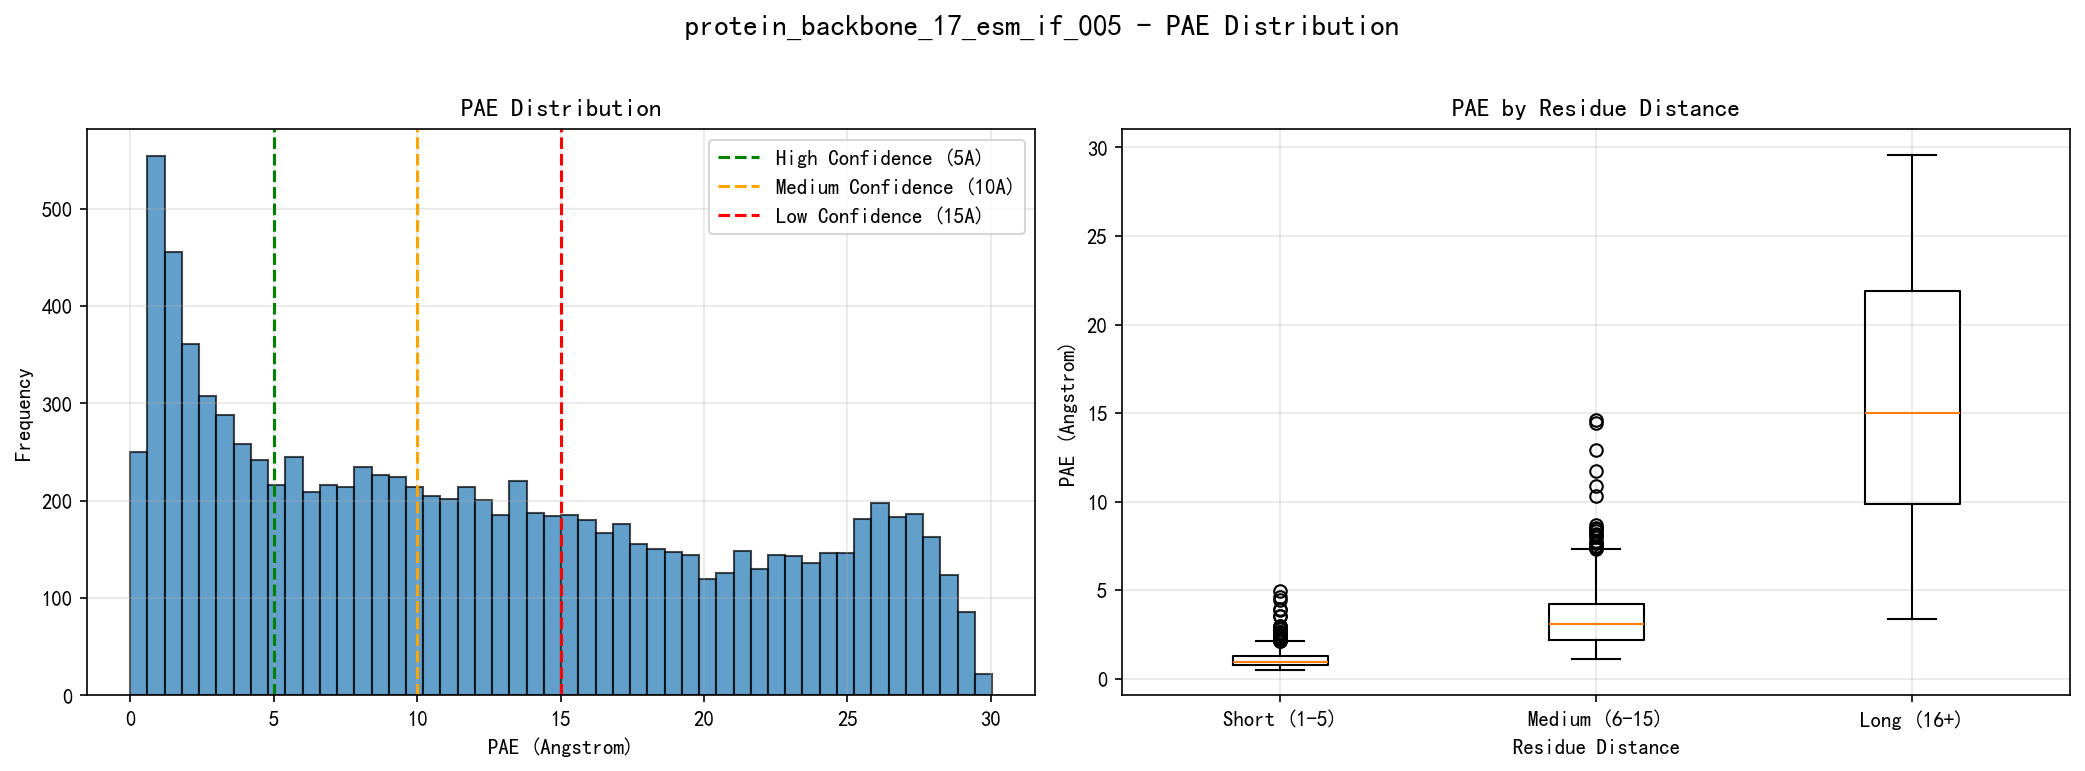 protein_backbone_17_esm_if_005 - PAE Distribution
PAE Distribution
High Confidence (5A)
Medium Confidence (10A)
Low Confidence (15A)
Frequency
0
100
200
300
400
500
0 5 10 15 20 25 30
PAE (Angstrom)
PAE by Residue Distance
PAE (Angstrom)
30
25
20
15
10
5
0
Short (1-5) Medium (6-15) Long (16+)
Residue Distance